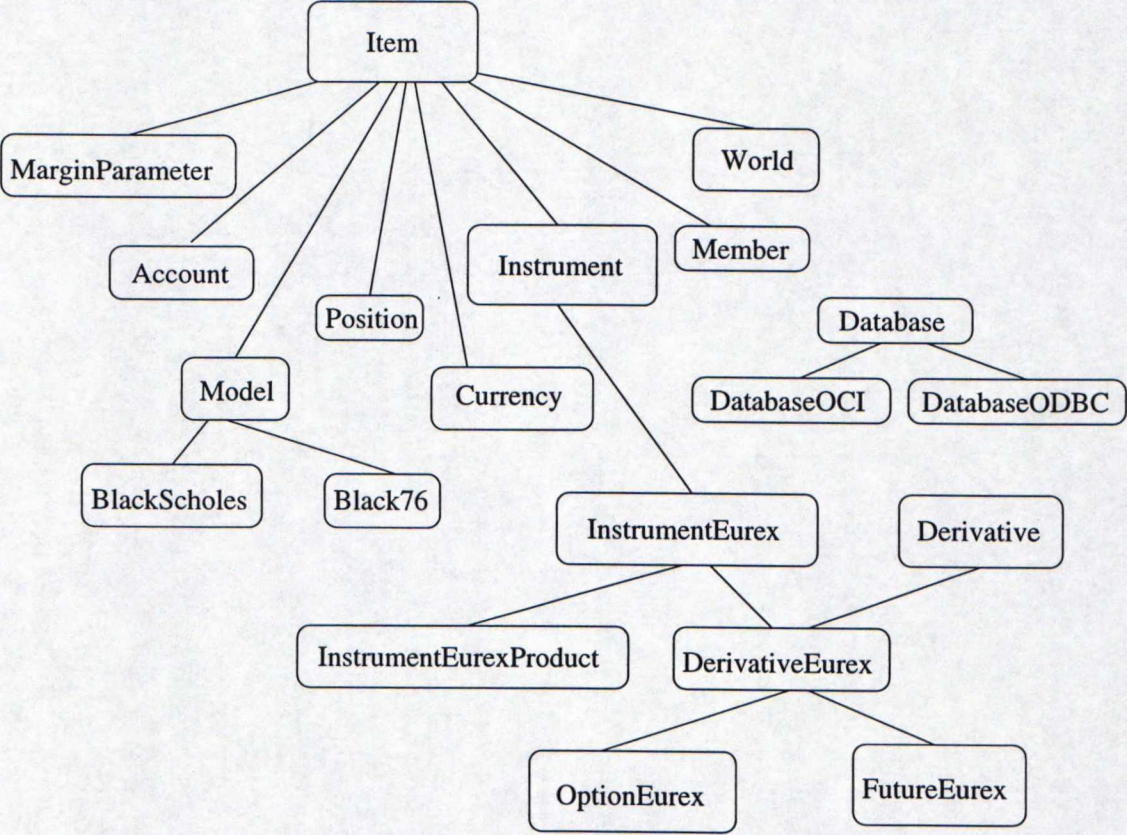 Item
MarginParameter
World
Account
Instrument
Member
Position
Database
Model
Currency
DatabaseOCI
DatabaseODBC
BlackScholes
Black76
InstrumentEurex
Derivative
InstrumentEurexProduct
DerivativeEurex
OptionEurex
FutureEurex